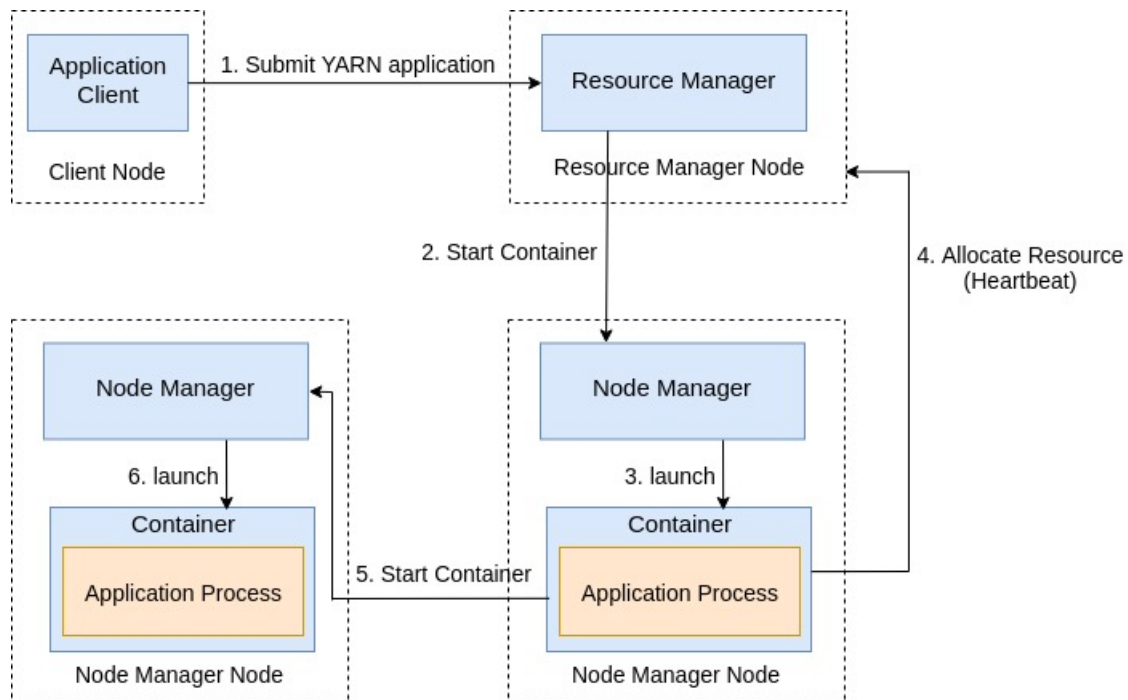 Application
Client
Client Node
1. Submit YARN application
Resource Manager
Resource Manager Node
2. Start Container
4. Allocate Resource
(Heartbeat)
Node Manager
6. launch
Container
Application Process
Node Manager Node
5. Start Container
Node Manager
3. launch
Container
Application Process
Node Manager Node